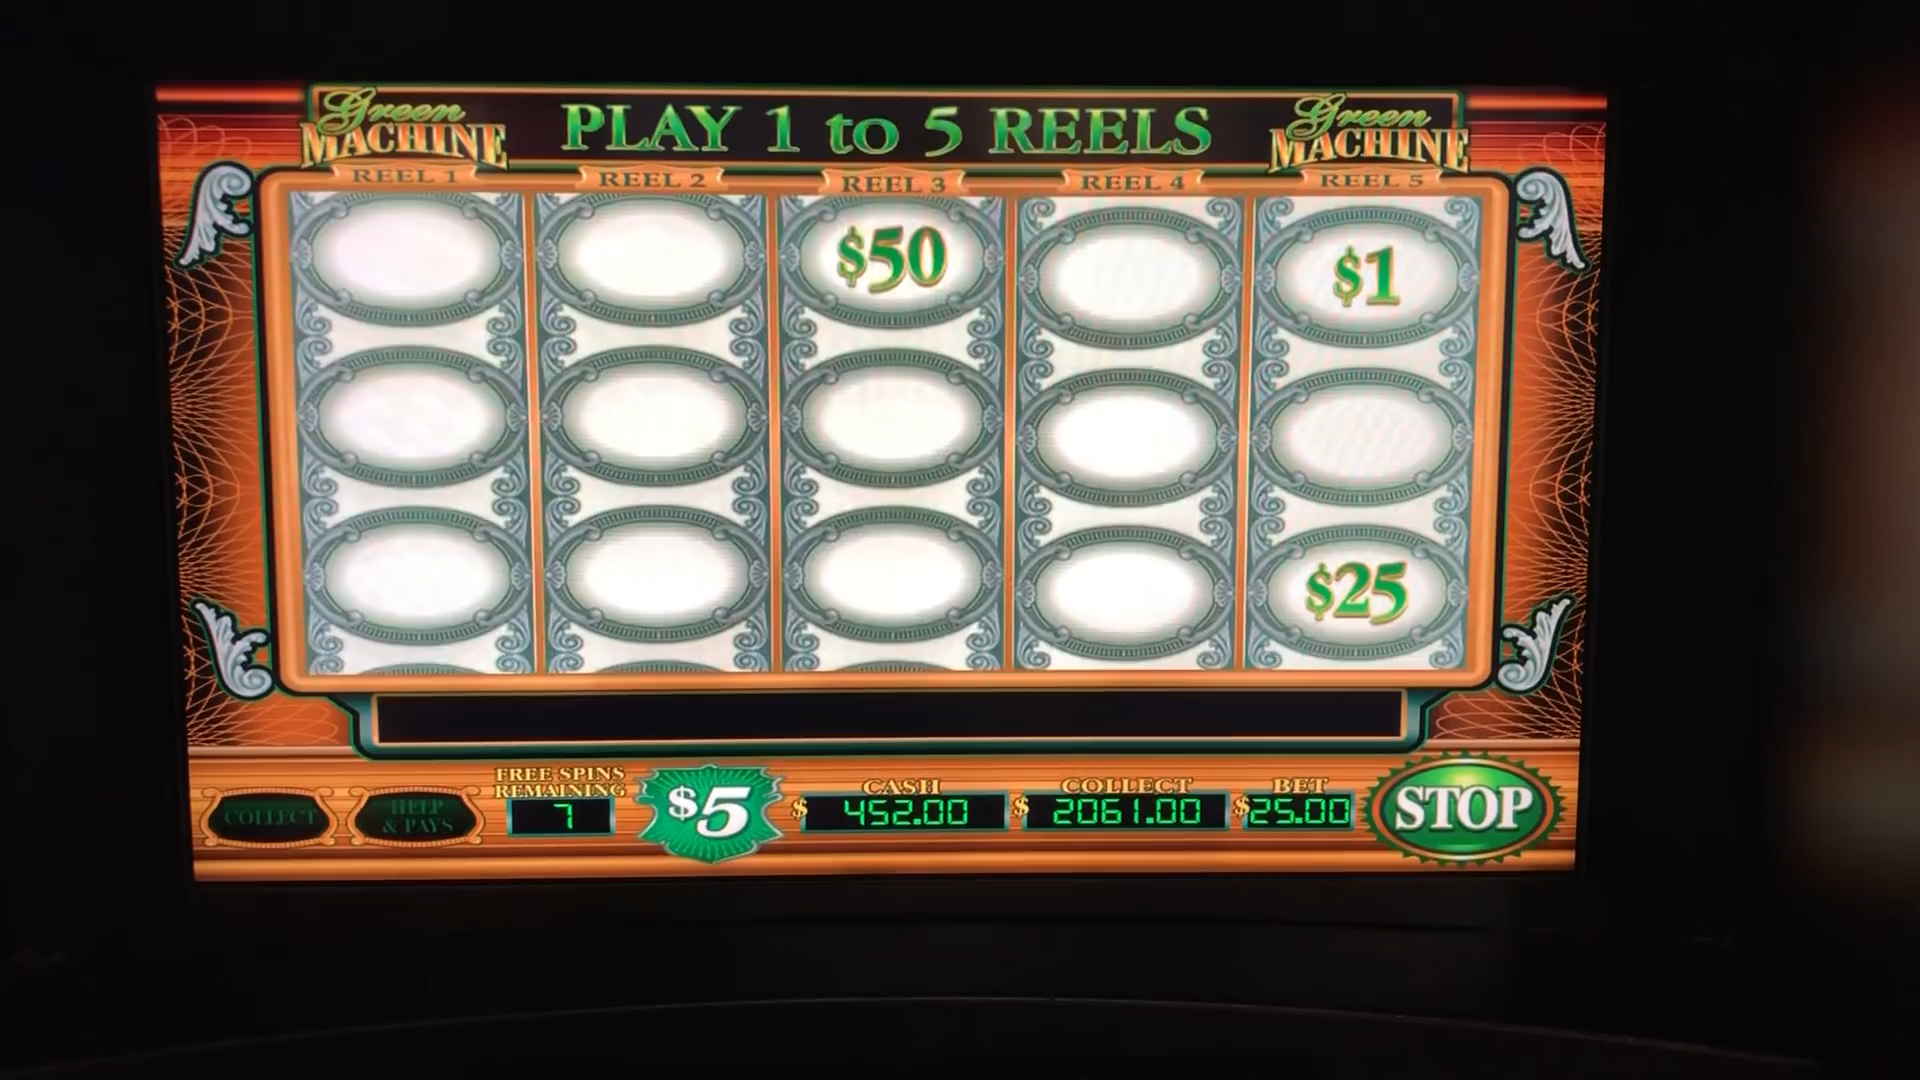 Green
MACHINE
PLAY 1 to 5 REELS
Green
MACHINE
REEL 1
REEL 2
REEL 3
REEL 4
REEL 5
$50
$1
$25
COLLECT
HELP
& PAYS
FREE SPINS
REMAINING
7
$5
CASH
$ 452.00
COLLECT
$ 2061.00
BET
$25.00
STOP